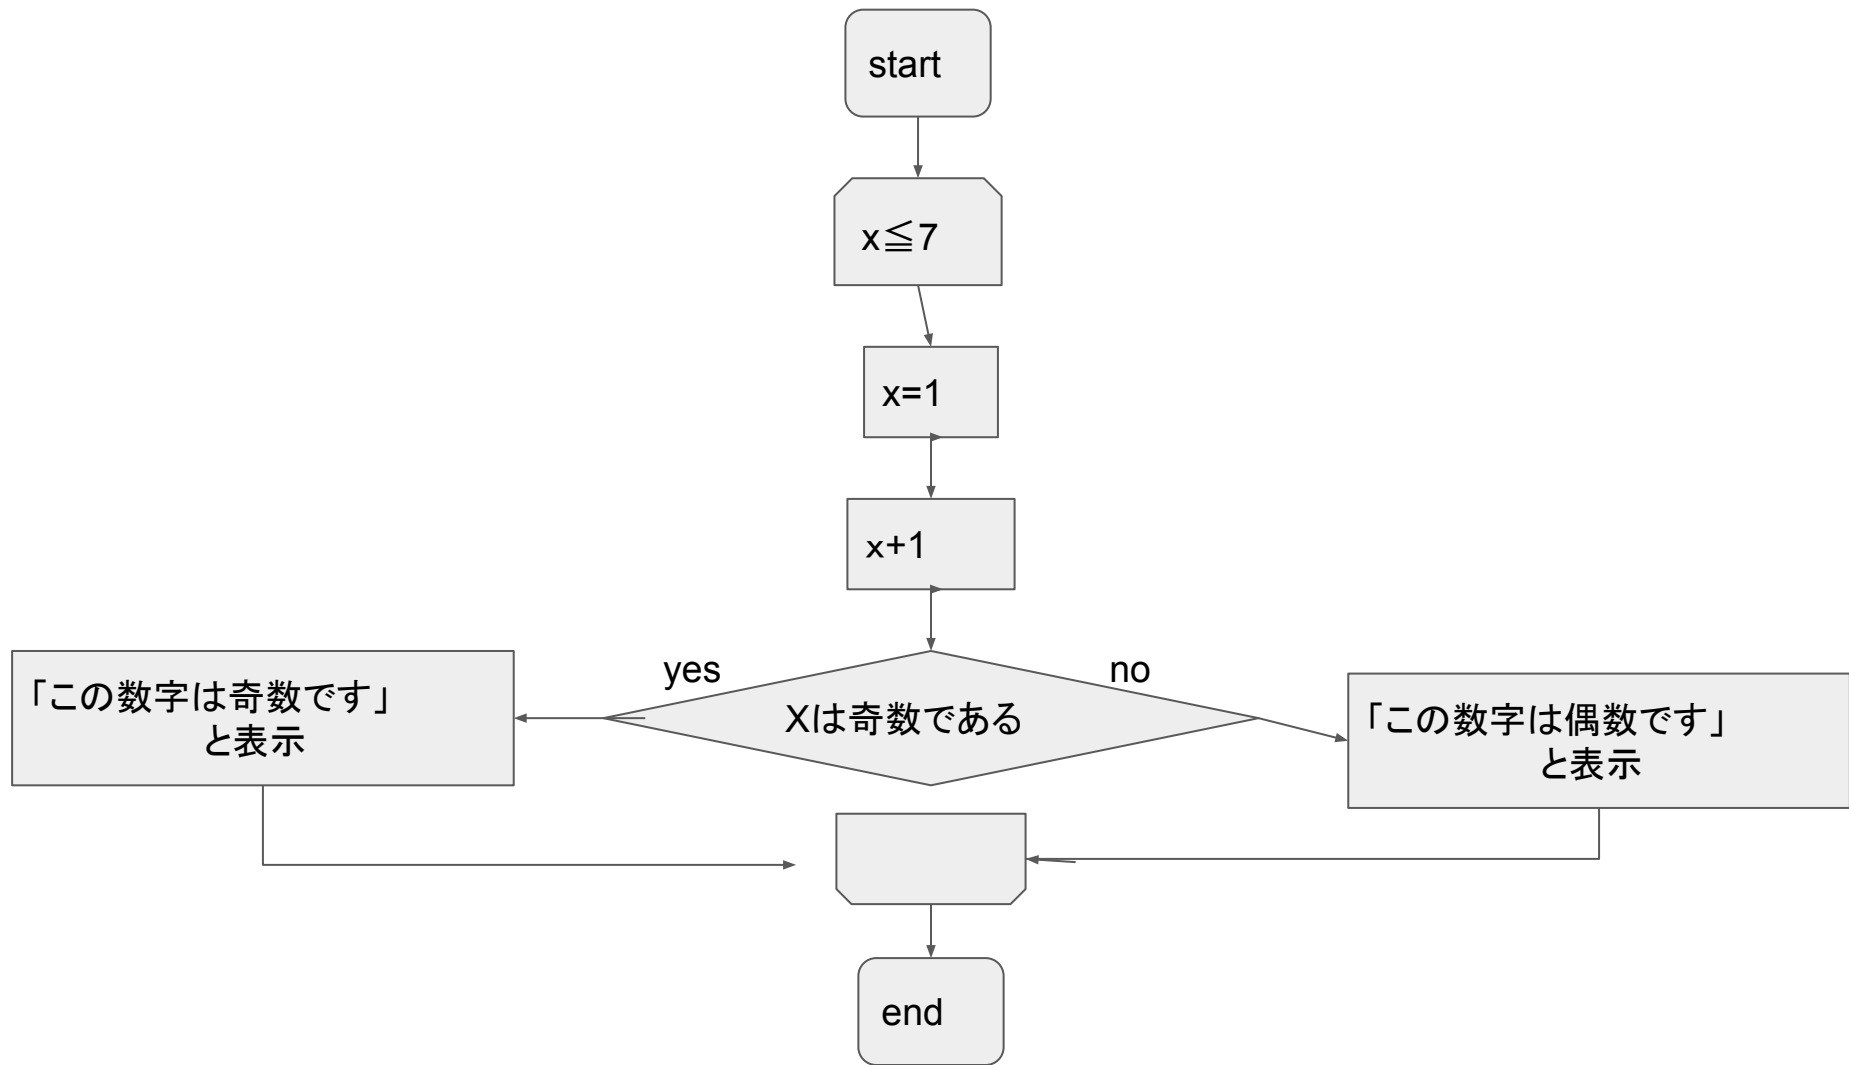 start
x≦7
x=1
x+1
yes
no
「この数字は奇数です」
と表示
Xは奇数である
「この数字は偶数です」
と表示
end